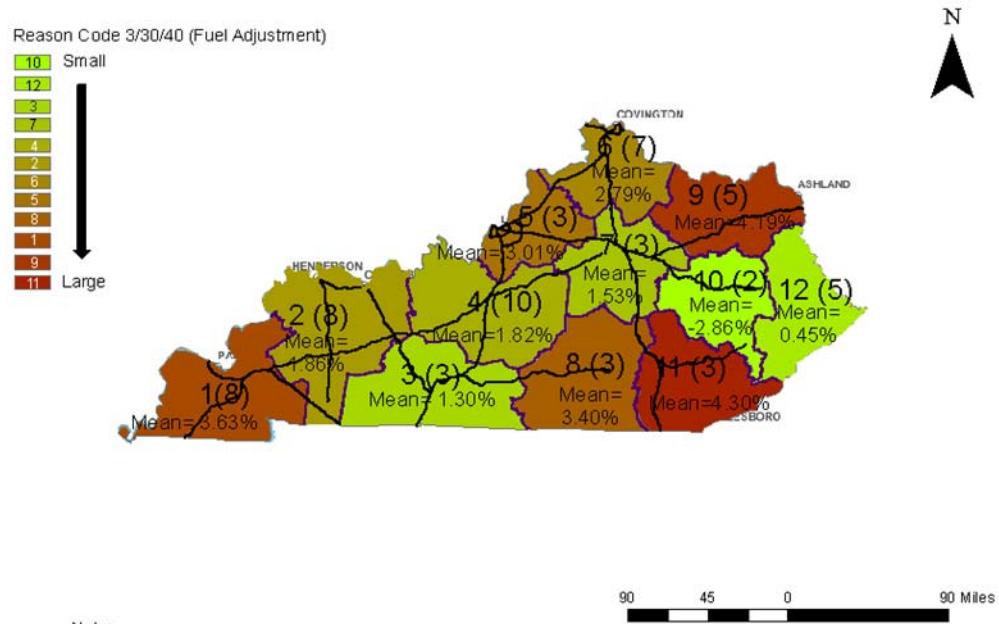 N
Reason Code 3/30/40 (Fuel Adjustment)
10 Small
12
3
7
4
2
6
5
8
1
9
11 Large
COVINGTON
6 (7)
Mean=
2.79%
ASHLAND
9 (5)
Mean=4.19%
5 (3)
Mean=3.01%
7 (3)
Mean=
1.53%
10 (2)
Mean=
-2.86%
12 (5)
Mean=
0.45%
HENDERSON
2 (8)
Mean=
1.86%
4 (10)
Mean=1.82%
3 (3)
Mean= 1.30%
8 (3)
Mean=
3.40%
11 (3)
Mean=4.30%
1(8)
Mean= 3.63%
90 45 0 90 Miles